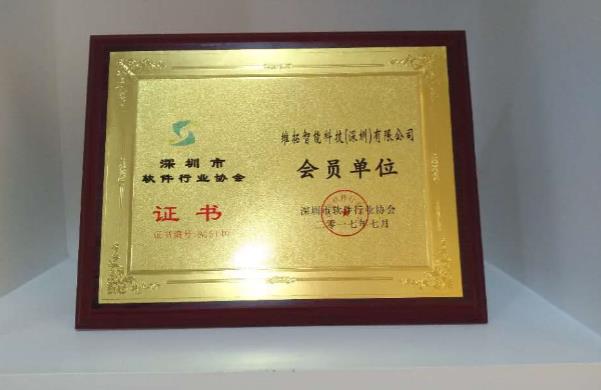 深圳市
软件行业协会
证书
维拓智能科技(深圳)有限公司
会员单位
深圳市软件行业协会
二〇一七年七月